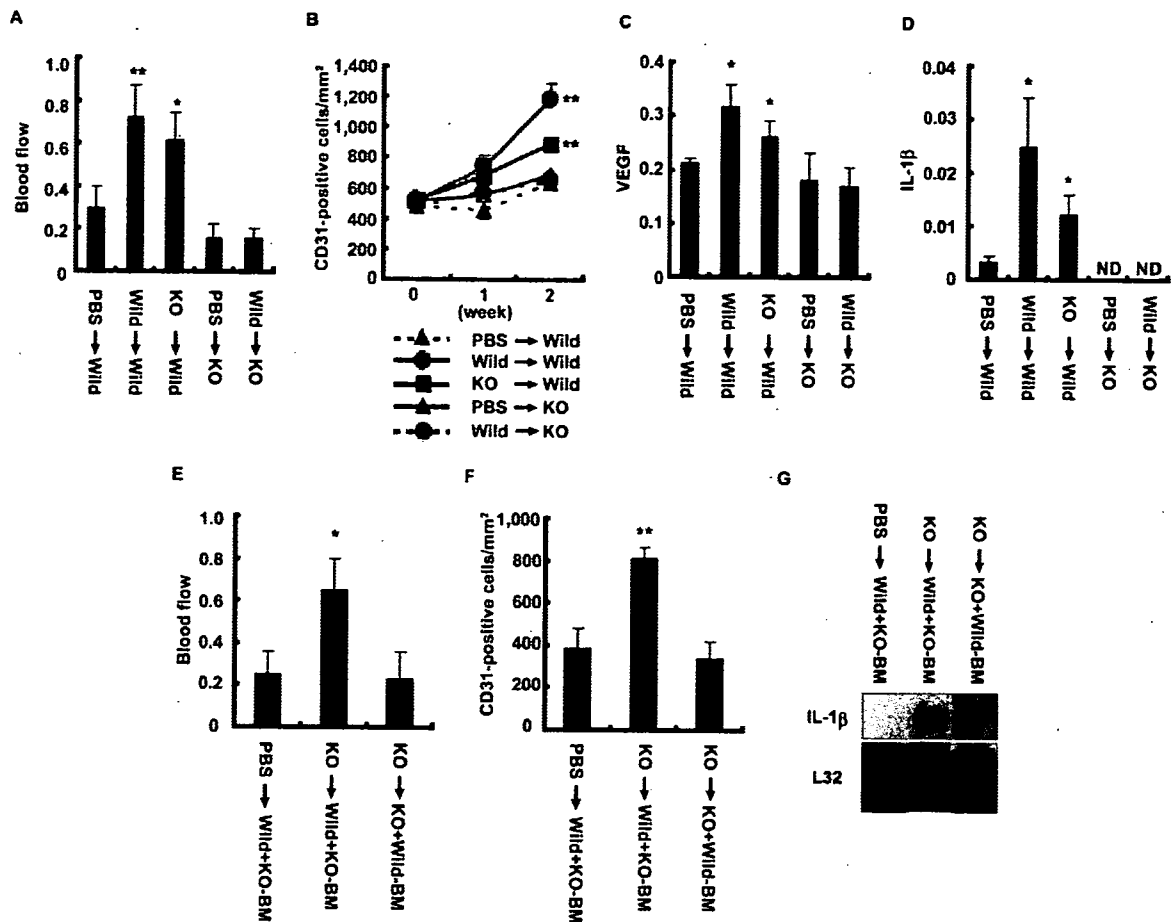 A
Blood flow
1.0
0.8
0.6
0.4
0.2
0
**
*
PBS → Wild
Wild → Wild
KO → Wild
PBS → KO
Wild → KO
B
CD31-positive cells/mm²
1,400
1,200
1,000
800
600
400
200
0
**
**
0
1
2
(week)
PBS → Wild
Wild → Wild
KO → Wild
PBS → KO
Wild → KO
C
VEGF
0.4
0.3
0.2
0.1
0
*
*
PBS → Wild
Wild → Wild
KO → Wild
PBS → KO
Wild → KO
D
IL-1β
0.04
0.03
0.02
0.01
0
*
*
ND
ND
PBS → Wild
Wild → Wild
KO → Wild
PBS → KO
Wild → KO
E
Blood flow
1.0
0.8
0.6
0.4
0.2
0
*
PBS → Wild+KO-BM
KO → Wild+KO-BM
KO → KO+Wild-BM
F
CD31-positive cells/mm²
1,000
800
600
400
200
0
**
PBS → Wild+KO-BM
KO → Wild+KO-BM
KO → KO+Wild-BM
G
PBS → Wild+KO-BM
KO → Wild+KO-BM
KO → KO+Wild-BM
IL-1β
L32